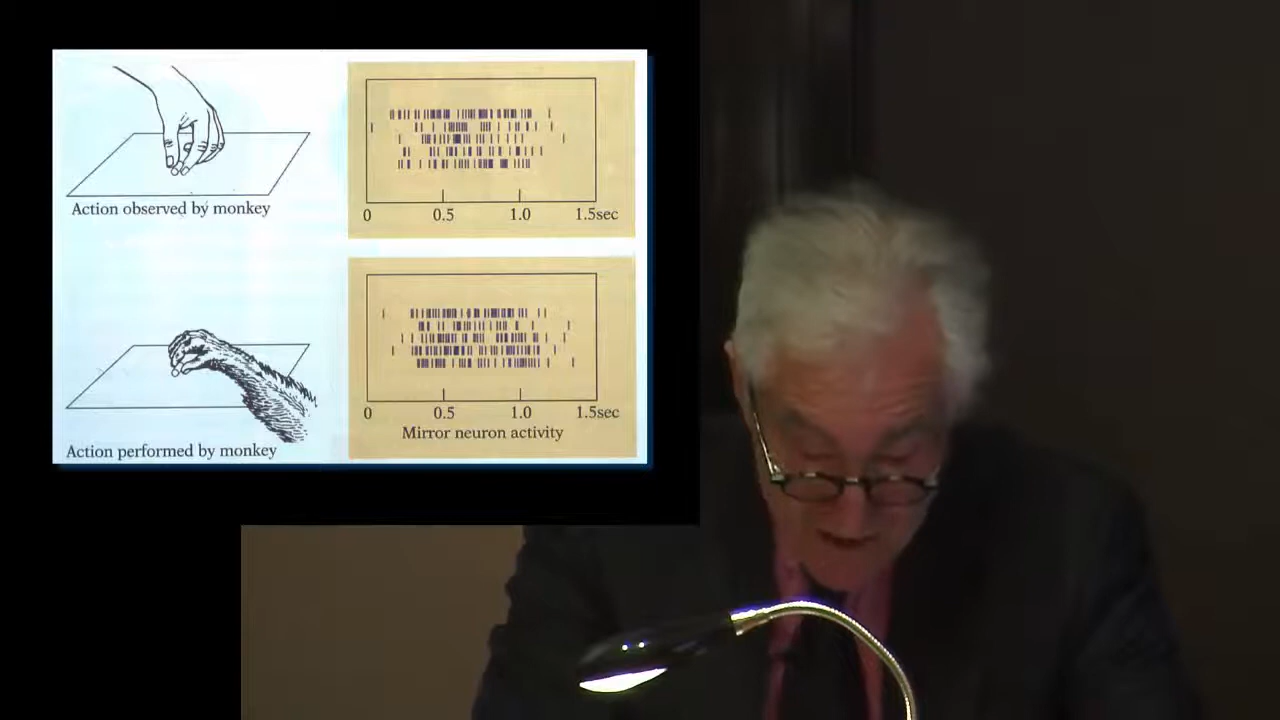 Action observed by monkey
0 0.5 1.0 1.5sec
Action performed by monkey
0 0.5 1.0 1.5sec
Mirror neuron activity